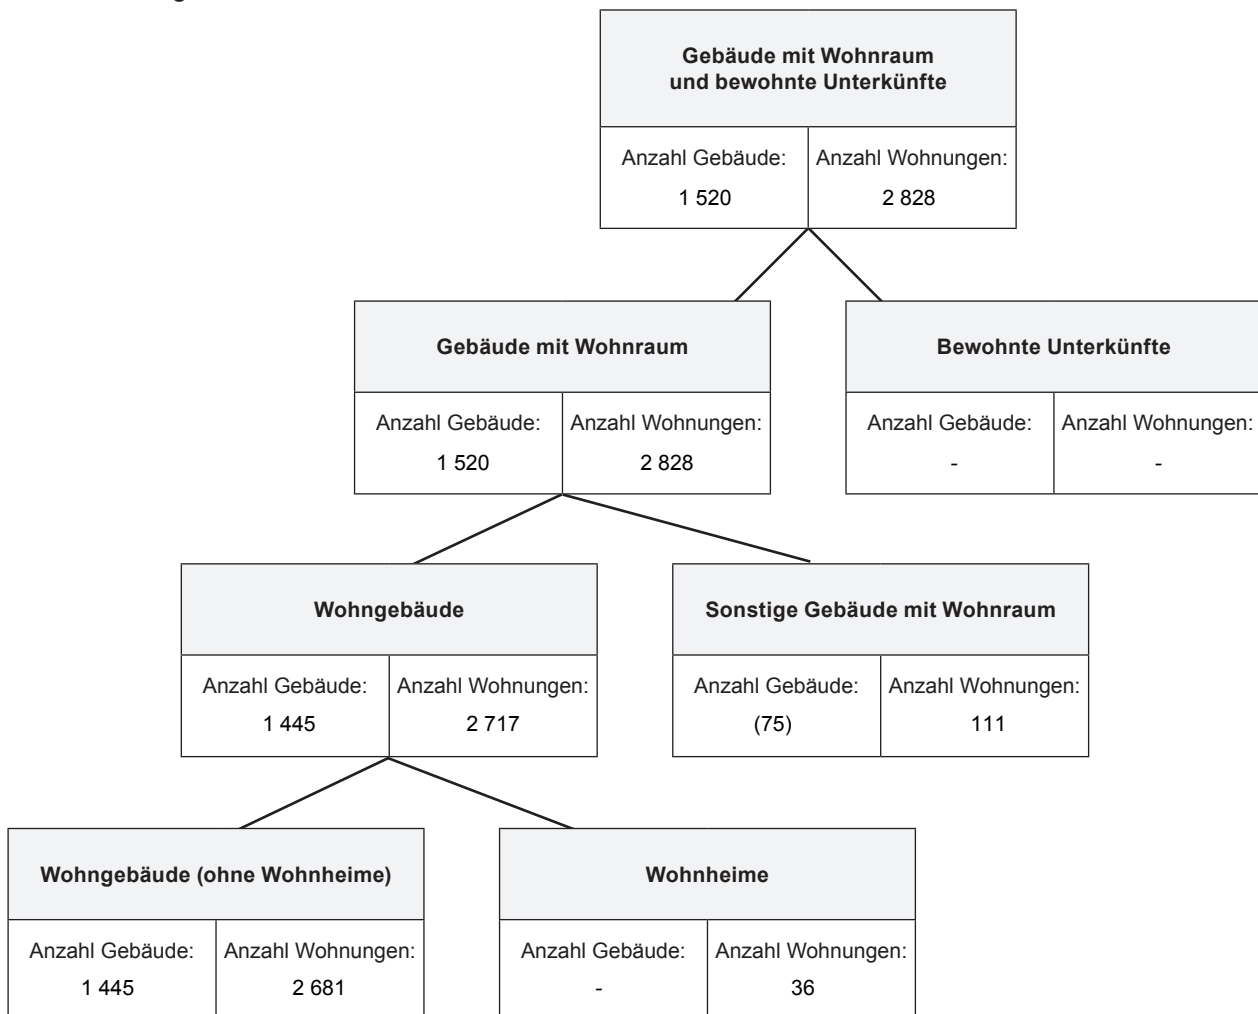 Gebäude mit Wohnraum
und bewohnte Unterkünfte
Anzahl Gebäude: Anzahl Wohnungen:
1 520 2 828
Gebäude mit Wohnraum Bewohnte Unterkünfte
Anzahl Gebäude: Anzahl Wohnungen: Anzahl Gebäude: Anzahl Wohnungen:
1 520 2 828 - -
Wohngebäude Sonstige Gebäude mit Wohnraum
Anzahl Gebäude: Anzahl Wohnungen: Anzahl Gebäude: Anzahl Wohnungen:
1 445 2 717 (75) 111
Wohngebäude (ohne Wohnheime) Wohnheime
Anzahl Gebäude: Anzahl Wohnungen: Anzahl Gebäude: Anzahl Wohnungen:
1 445 2 681 - 36